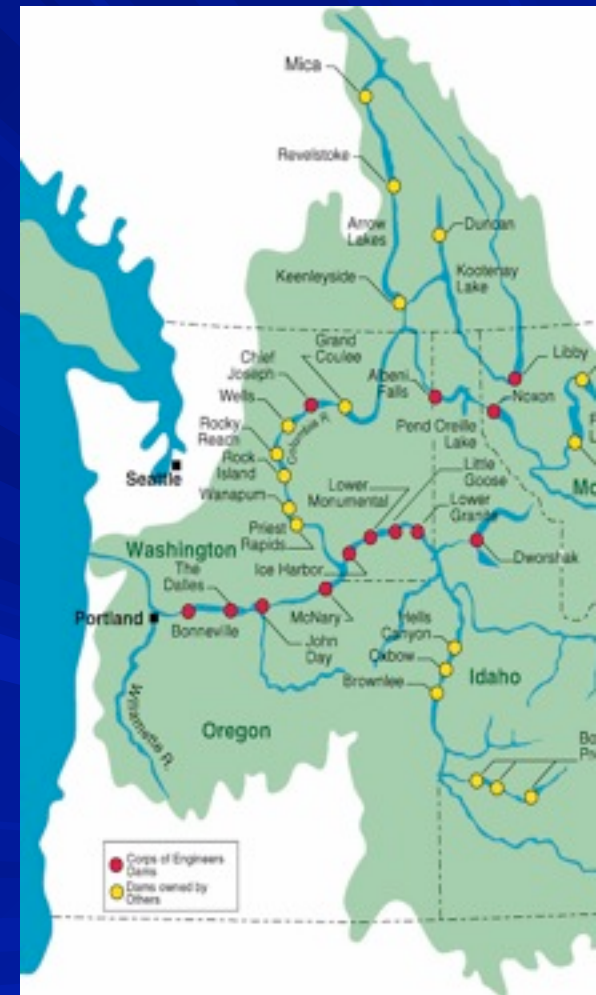 Mica
Revelstoke
Arrow
Lakes
Duncan
Keenleyside
Kootenay
Lake
Grand
Coulee
Chief
Joseph
Libby
Albeni
Falls
Noxon
Wells
Pend Oreille
Lake
Columbia R.
Rocky
Reach
Rock
Island
Seattle
Little
Goose
Lower
Monumental
Wanapum
Lower
Granite
Priest
Rapids
Washington
Ice Harbor
Dworshak
The
Dalles
Portland
Bonneville
McNary
John
Day
Hells
Canyon
Oxbow
Brownlee
Idaho
Willamette R.
Oregon
Corps of Engineers
Dams
Dams owned by
Others